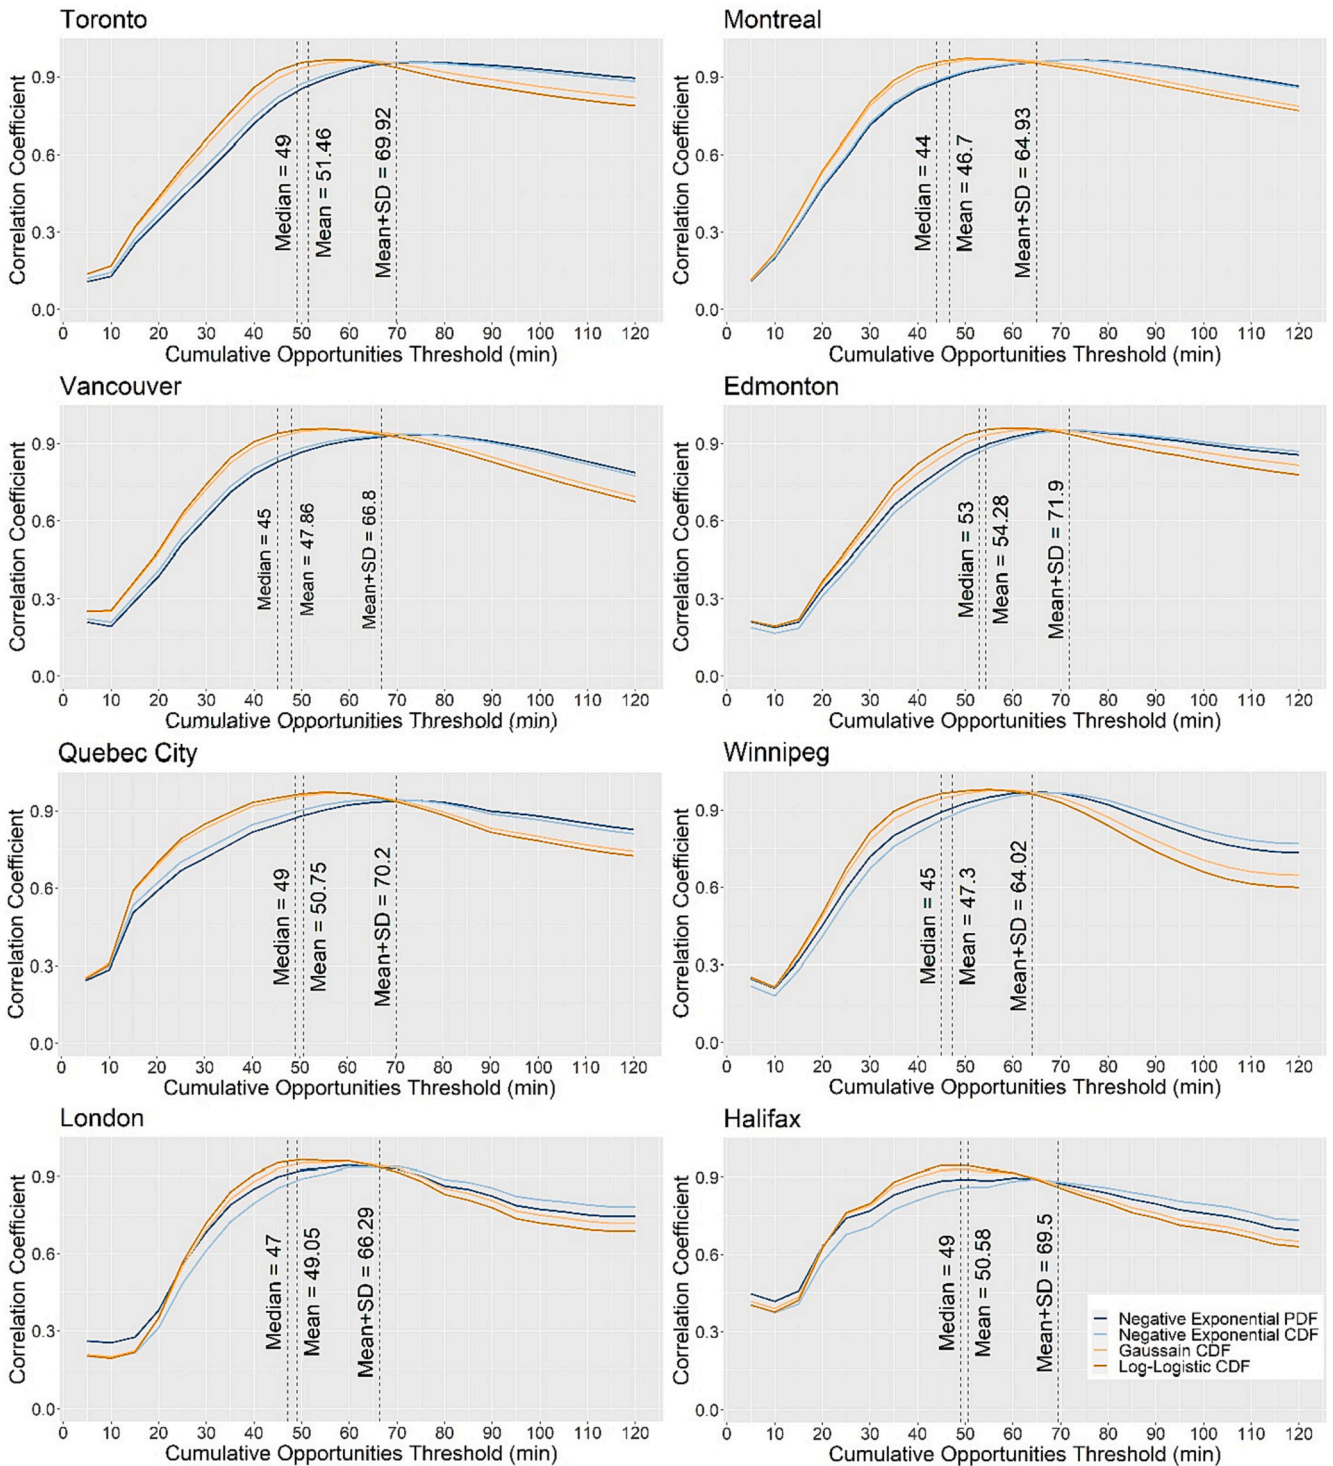 Toronto
Correlation Coefficient
0.9
0.6
0.3
0.0
Median = 49
Mean = 51.46
Mean+SD = 69.92
0 10 20 30 40 50 60 70 80 90 100 110 120
Cumulative Opportunities Threshold (min)
Montreal
Correlation Coefficient
0.9
0.6
0.3
0.0
Median = 44
Mean = 46.7
Mean+SD = 64.93
0 10 20 30 40 50 60 70 80 90 100 110 120
Cumulative Opportunities Threshold (min)
Vancouver
Correlation Coefficient
0.9
0.6
0.3
0.0
Median = 45
Mean = 47.86
Mean+SD = 66.8
0 10 20 30 40 50 60 70 80 90 100 110 120
Cumulative Opportunities Threshold (min)
Edmonton
Correlation Coefficient
0.9
0.6
0.3
0.0
Median = 53
Mean = 54.28
Mean+SD = 71.9
0 10 20 30 40 50 60 70 80 90 100 110 120
Cumulative Opportunities Threshold (min)
Quebec City
Correlation Coefficient
0.9
0.6
0.3
0.0
Median = 49
Mean = 50.75
Mean+SD = 70.2
0 10 20 30 40 50 60 70 80 90 100 110 120
Cumulative Opportunities Threshold (min)
Winnipeg
Correlation Coefficient
0.9
0.6
0.3
0.0
Median = 45
Mean = 47.3
Mean+SD = 64.02
0 10 20 30 40 50 60 70 80 90 100 110 120
Cumulative Opportunities Threshold (min)
London
Correlation Coefficient
0.9
0.6
0.3
0.0
Median = 47
Mean = 49.05
Mean+SD = 66.29
0 10 20 30 40 50 60 70 80 90 100 110 120
Cumulative Opportunities Threshold (min)
Halifax
Correlation Coefficient
0.9
0.6
0.3
0.0
Median = 49
Mean = 50.58
Mean+SD = 69.5
Negative Exponential PDF
Negative Exponential CDF
Gaussain CDF
Log-Logistic CDF
0 10 20 30 40 50 60 70 80 90 100 110 120
Cumulative Opportunities Threshold (min)